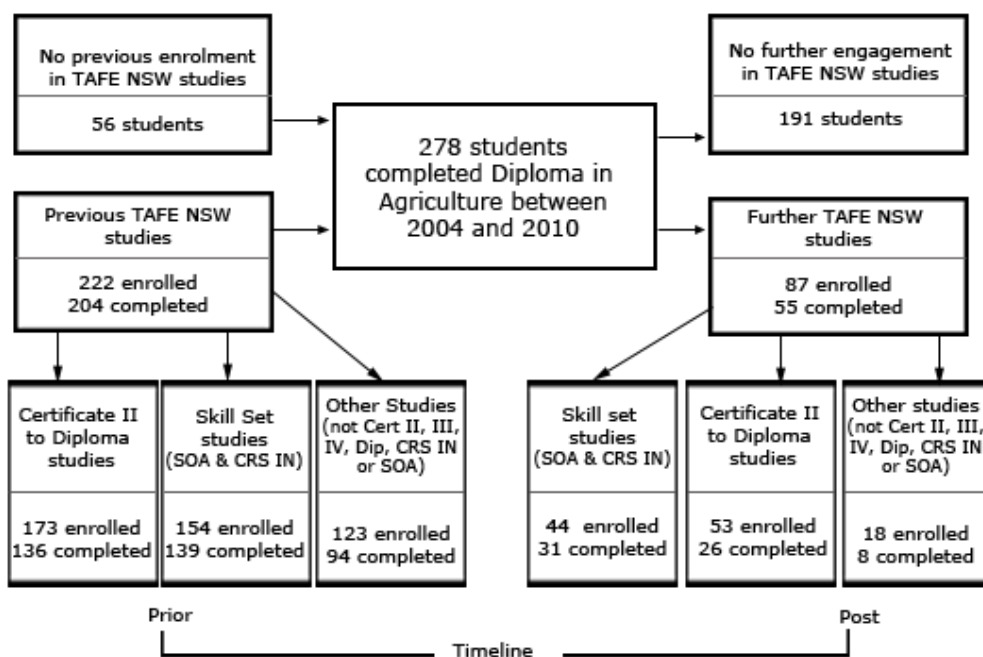 No previous enrolment
in TAFE NSW studies
56 students
No further engagement
in TAFE NSW studies
191 students
278 students
completed Diploma in
Agriculture between
2004 and 2010
Previous TAFE NSW
studies
222 enrolled
204 completed
Further TAFE NSW
studies
87 enrolled
55 completed
Certificate II
to Diploma
studies
173 enrolled
136 completed
Skill Set
studies
(SOA & CRS IN)
154 enrolled
139 completed
Other Studies
(not Cert II, III,
IV, Dip, CRS IN
or SOA)
123 enrolled
94 completed
Skill set
studies
(SOA & CRS IN)
44 enrolled
31 completed
Certificate II
to Diploma
studies
53 enrolled
26 completed
Other studies
(not Cert II, III,
IV, Dip, CRS IN
or SOA)
18 enrolled
8 completed
Prior
Post
Timeline